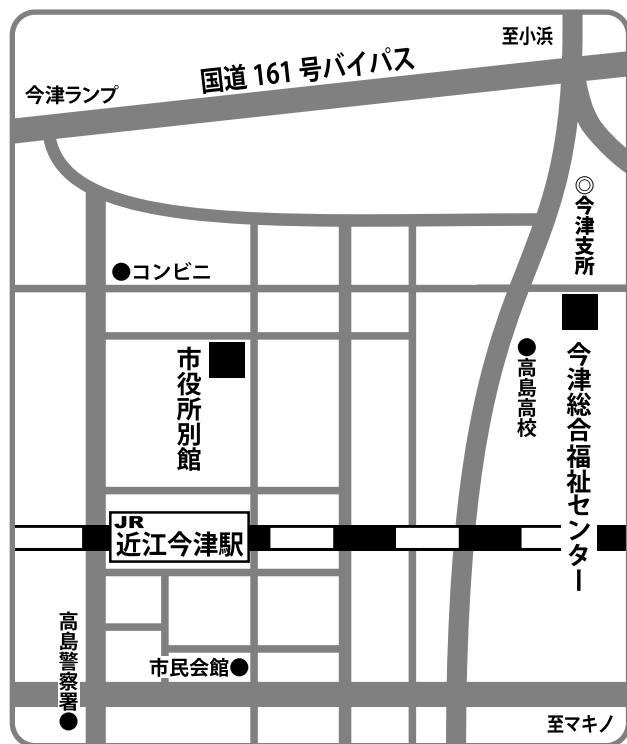 至小浜
国道 161 号バイパス
今津ランプ
◎今津支所
●コンビニ
市役所別館
●高島高校
今津総合福祉センター
JR
近江今津駅
高島警察署●
市民会館●
至マキノ